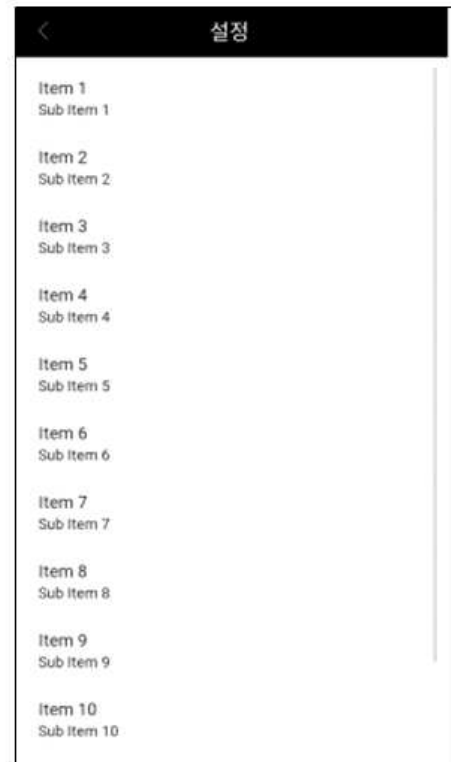 설정
Item 1
Sub Item 1
Item 2
Sub Item 2
Item 3
Sub Item 3
Item 4
Sub Item 4
Item 5
Sub Item 5
Item 6
Sub Item 6
Item 7
Sub Item 7
Item 8
Sub Item 8
Item 9
Sub Item 9
Item 10
Sub Item 10